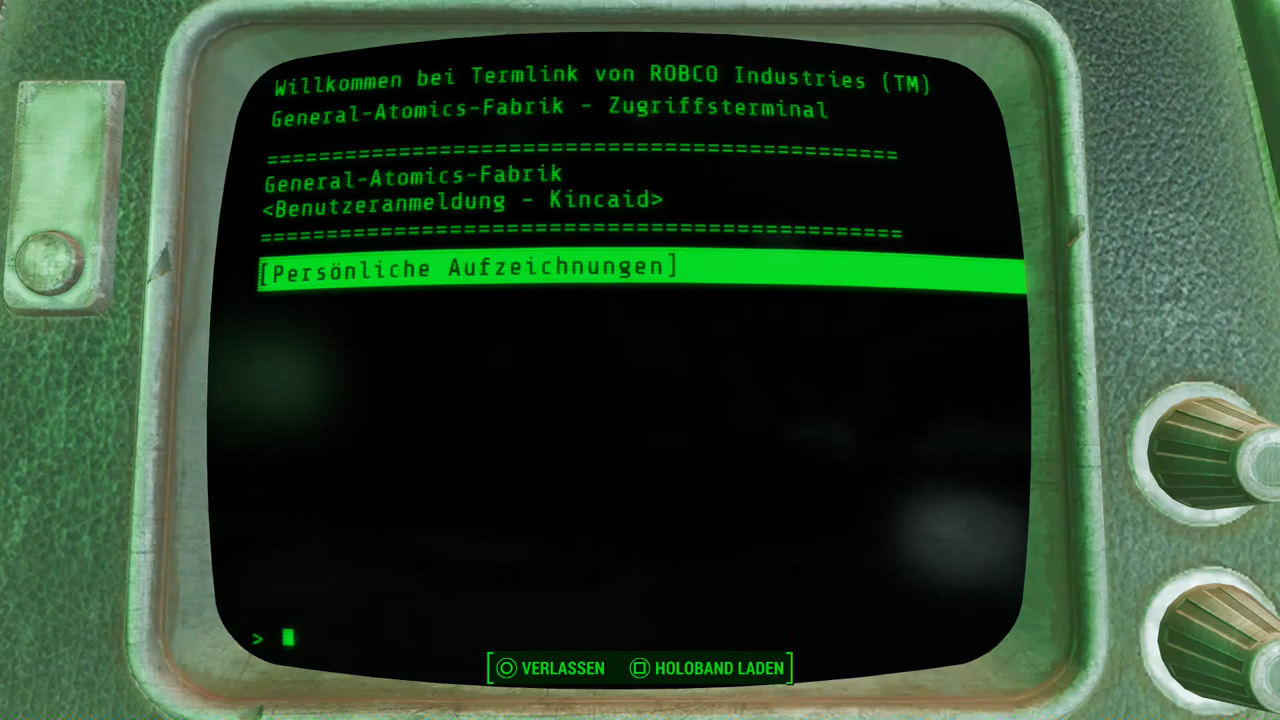 Willkommen bei Termlink von ROBCO Industries (TM)
General-Atomics-Fabrik - Zugriffsterminal
================================================
General-Atomics-Fabrik
<Benutzeranmeldung - Kincaid>
================================================
[Persönliche Aufzeichnungen]
>
VERLASSEN HOLOBAND LADEN